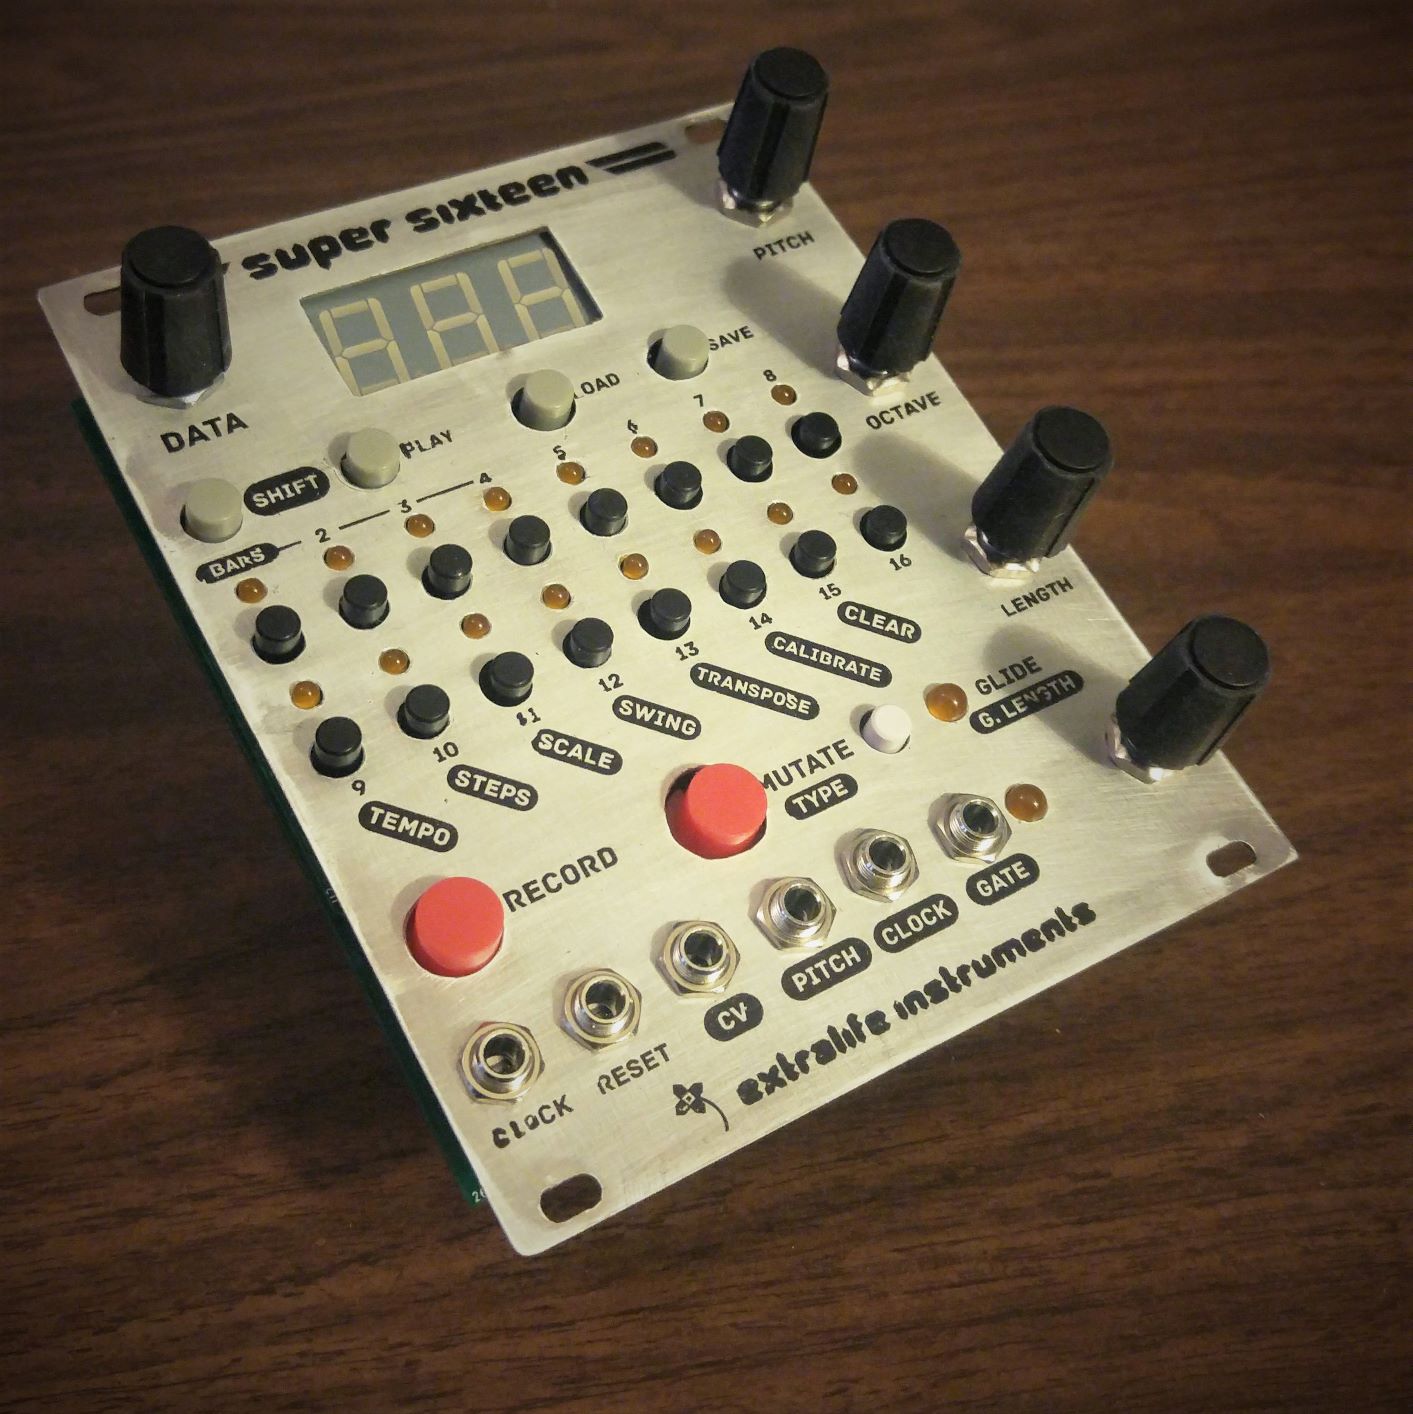 super sixteen
PITCH
DATA
SHIFT
PLAY
LOAD
SAVE
OCTAVE
BARS 2 3 4 5 6 7 8
LENGTH
9 10 11 12 13 14 15 16
TEMPO
STEPS
SCALE
SWING
TRANSPOSE
CALIBRATE
CLEAR
GLIDE
G. LENGTH
RECORD
MUTATE
TYPE
CLOCK
RESET
CV
PITCH
CLOCK
GATE
extralife instruments